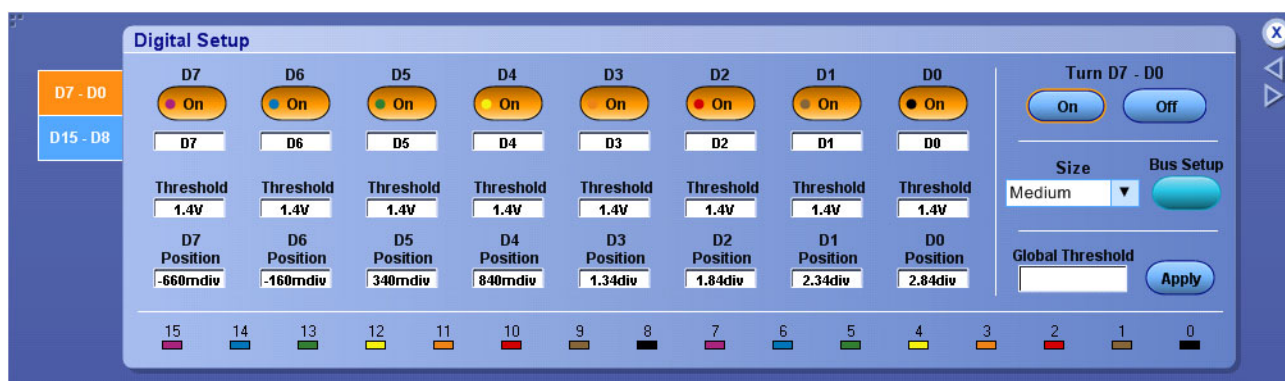 Digital Setup
D7 - D0
D15 - D8
D7 D6 D5 D4 D3 D2 D1 D0
On On On On On On On On
D7 D6 D5 D4 D3 D2 D1 D0
Threshold Threshold Threshold Threshold Threshold Threshold Threshold Threshold
1.4V 1.4V 1.4V 1.4V 1.4V 1.4V 1.4V 1.4V
D7 D6 D5 D4 D3 D2 D1 D0
Position Position Position Position Position Position Position Position
-660mdiv -160mdiv 340mdiv 840mdiv 1.34div 1.84div 2.34div 2.84div
Turn D7 - D0
On Off
Size Bus Setup
Medium
Global Threshold
Apply
15 14 13 12 11 10 9 8 7 6 5 4 3 2 1 0
X